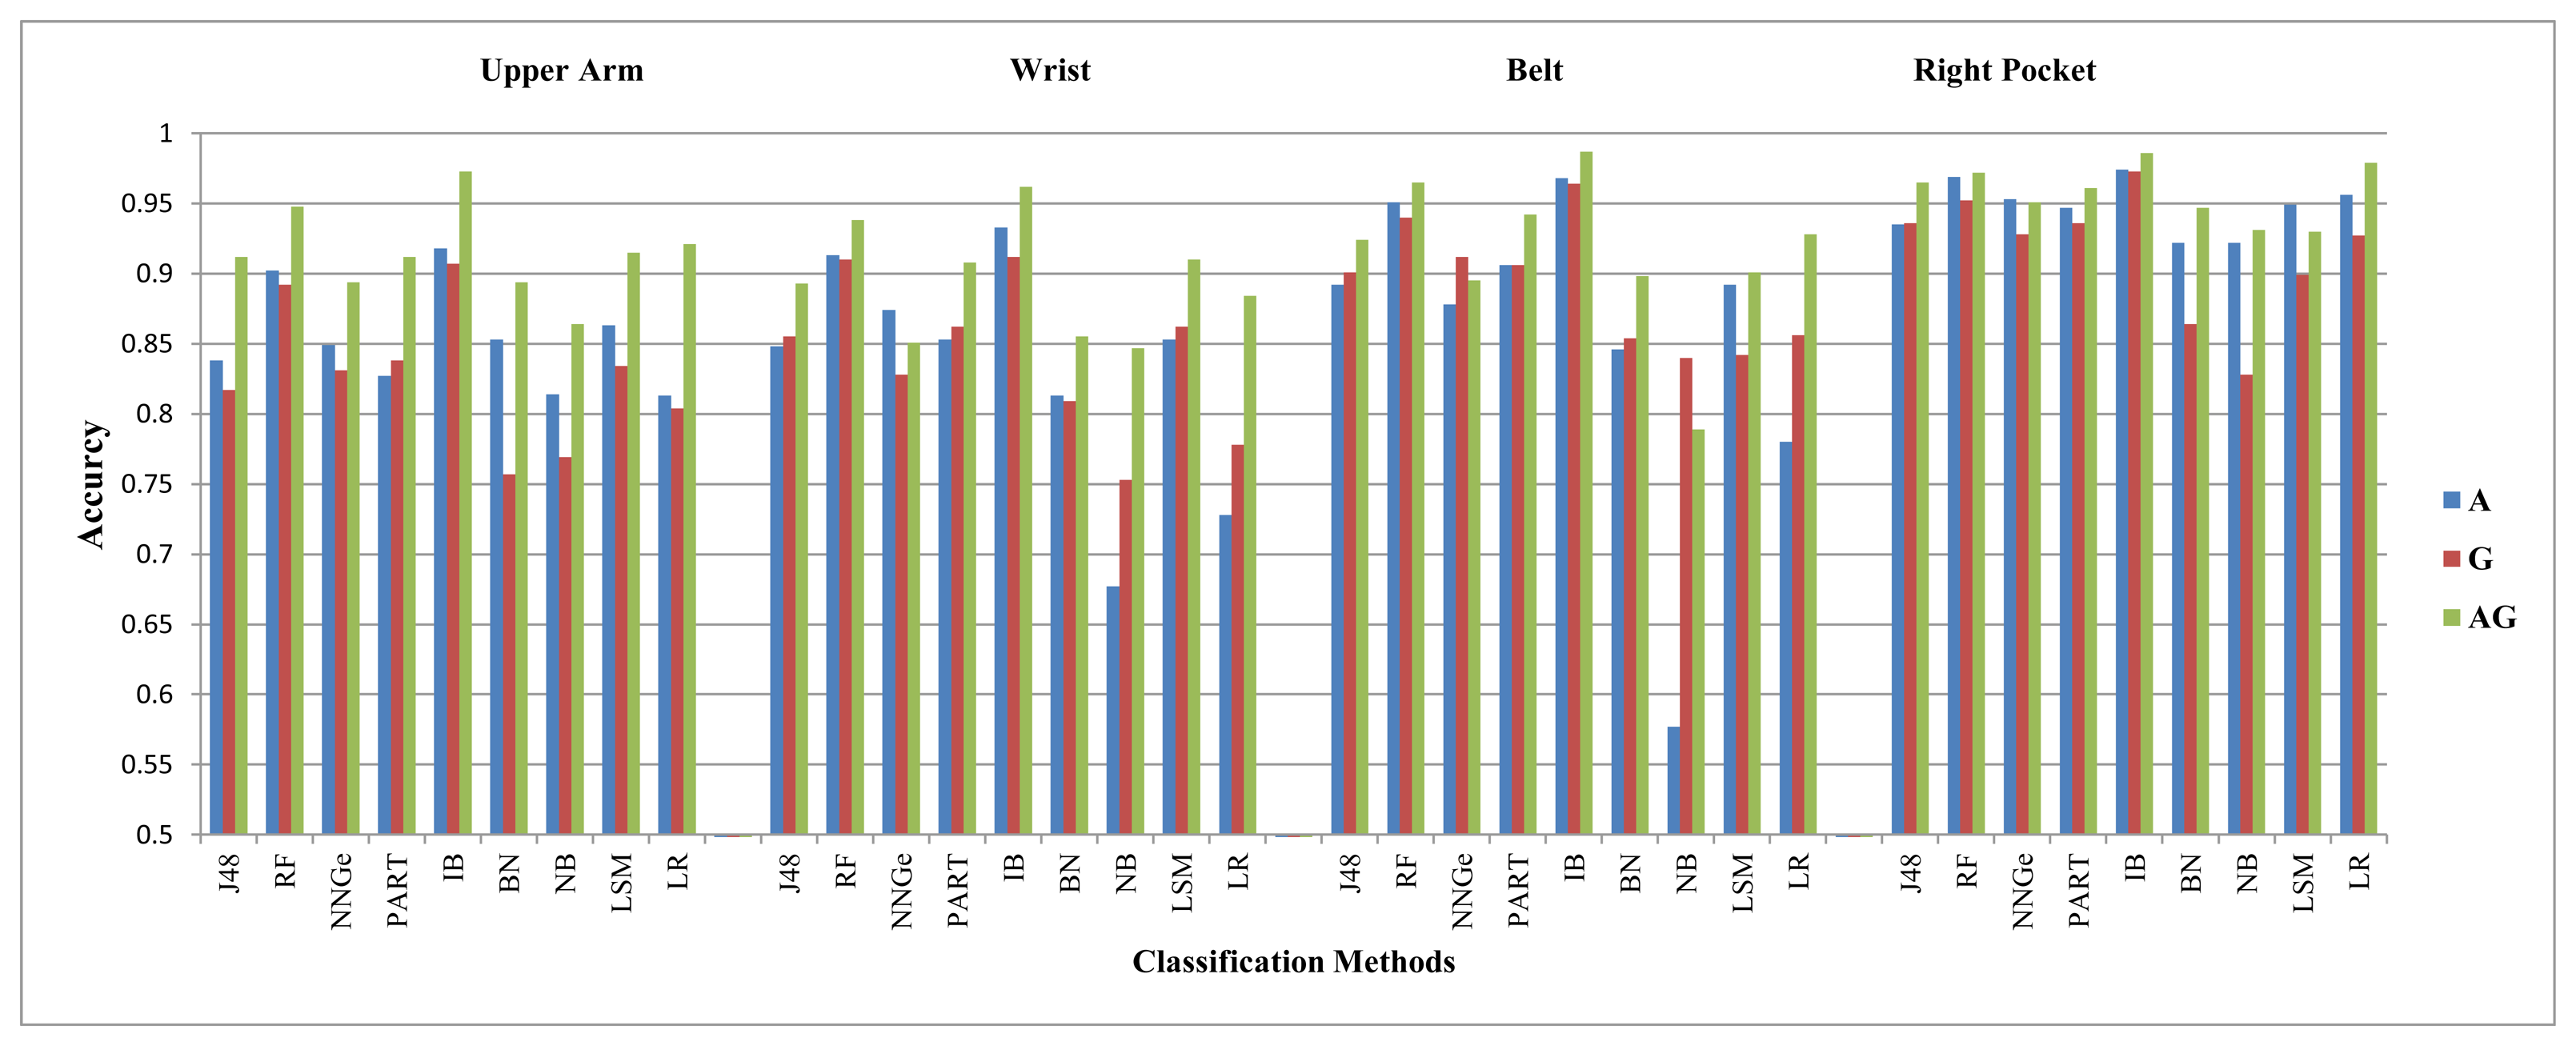 Upper Arm Wrist Belt Right Pocket
1
0.95
0.9
0.85
0.8
0.75
0.7
0.65
0.6
0.55
0.5
Accurcy
A
G
AG
J48 RF NNGe PART IB BN NB LSM LR J48 RF NNGe PART IB BN NB LSM LR J48 RF NNGe PART IB BN NB LSM LR J48 RF NNGe PART IB BN NB LSM LR
Classification Methods